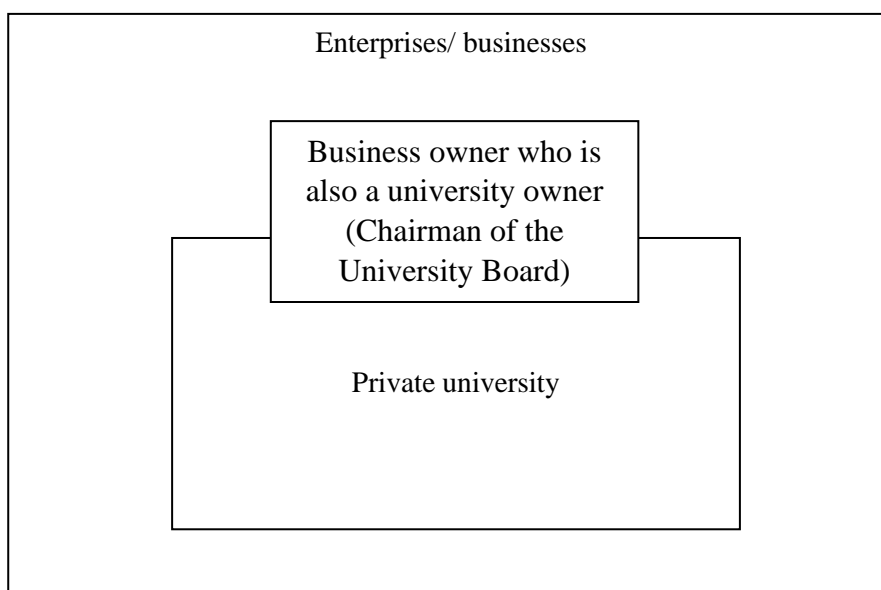 Enterprises/ businesses
Business owner who is
also a university owner
(Chairman of the
University Board)
Private university